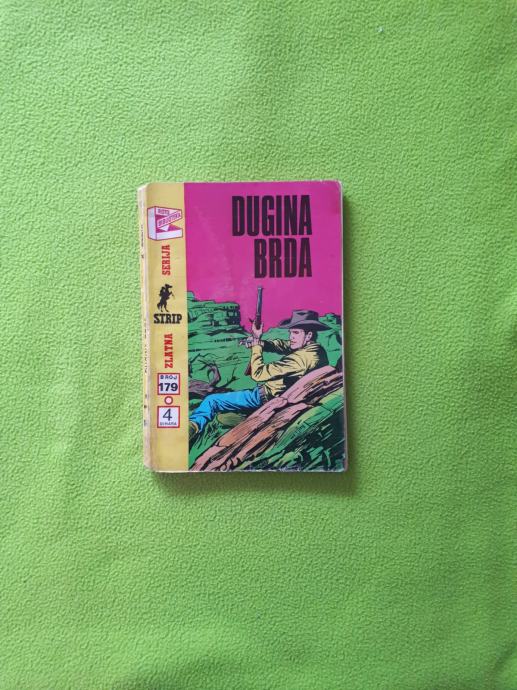 DUGINA
BRDA
ZLATNA
STRIP
SERIJA
BROJ
179
4
DINARA